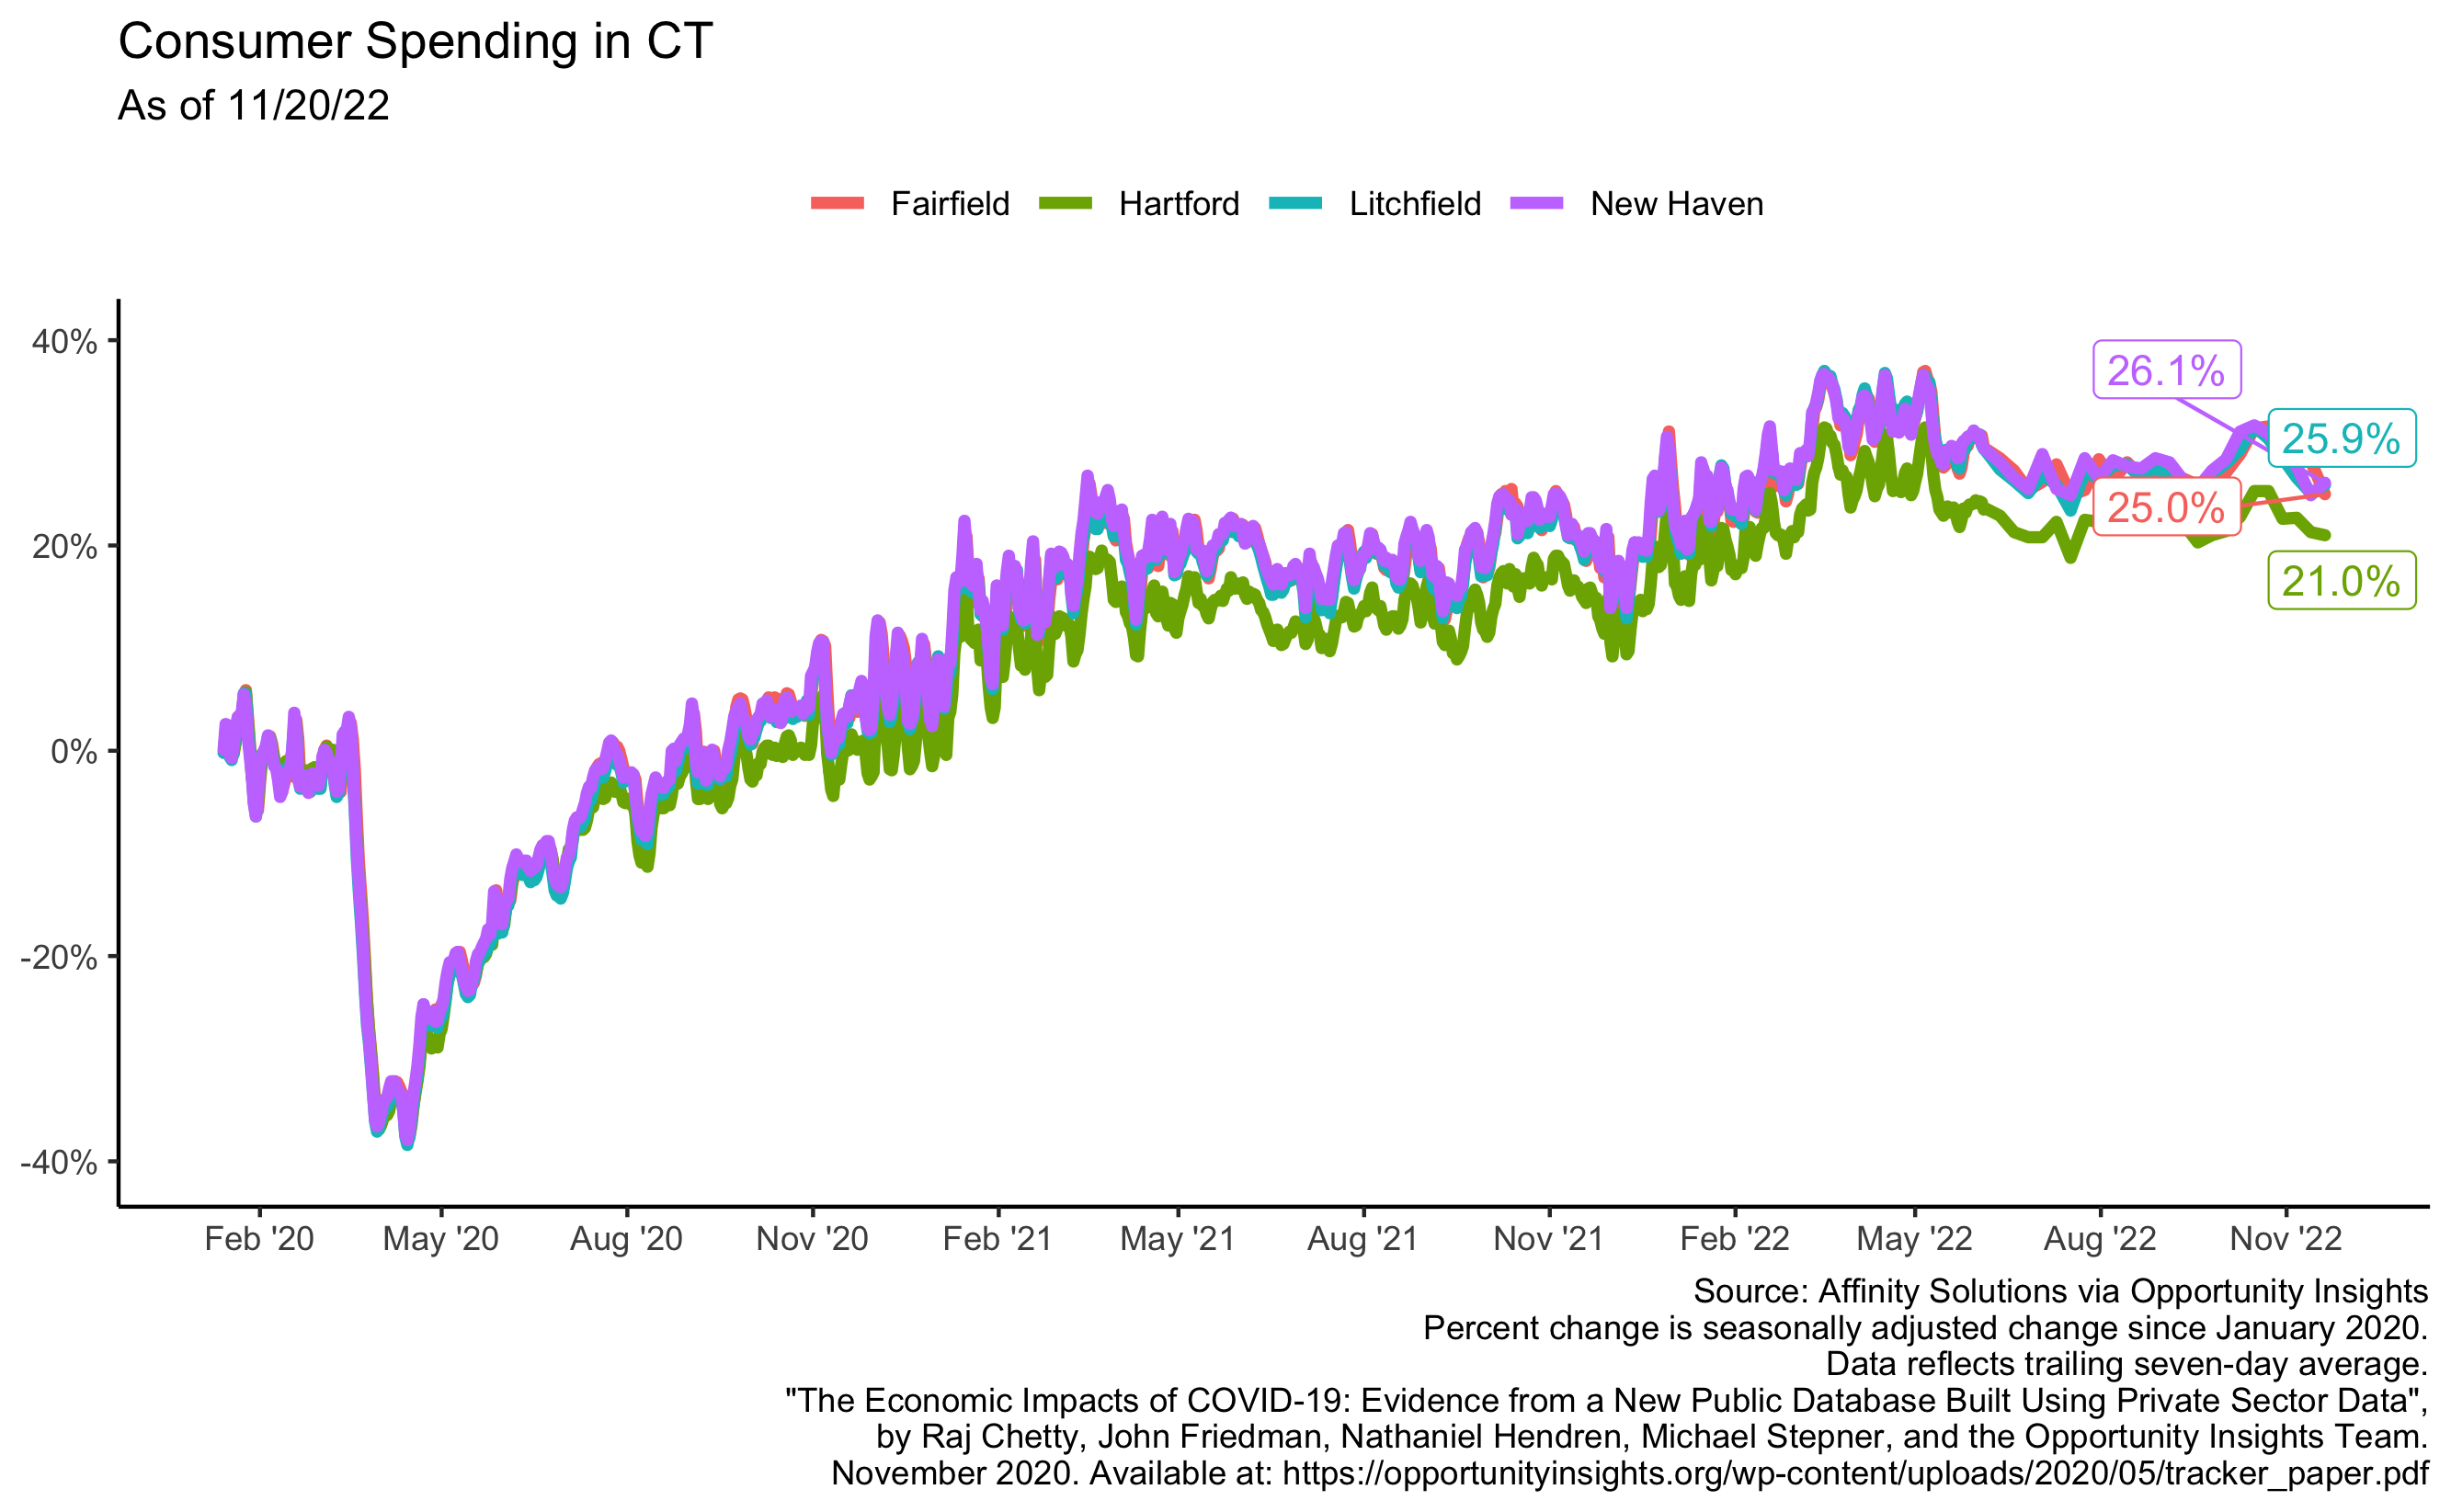 Consumer Spending in CT
As of 11/20/22
Fairfield Hartford Litchfield New Haven
40%
20%
0%
-20%
-40%
26.1%
25.9%
25.0%
21.0%
Feb '20 May '20 Aug '20 Nov '20 Feb '21 May '21 Aug '21 Nov '21 Feb '22 May '22 Aug '22 Nov '22
Source: Affinity Solutions via Opportunity Insights
Percent change is seasonally adjusted change since January 2020.
Data reflects trailing seven-day average.
"The Economic Impacts of COVID-19: Evidence from a New Public Database Built Using Private Sector Data",
by Raj Chetty, John Friedman, Nathaniel Hendren, Michael Stepner, and the Opportunity Insights Team.
November 2020. Available at: https://opportunityinsights.org/wp-content/uploads/2020/05/tracker_paper.pdf